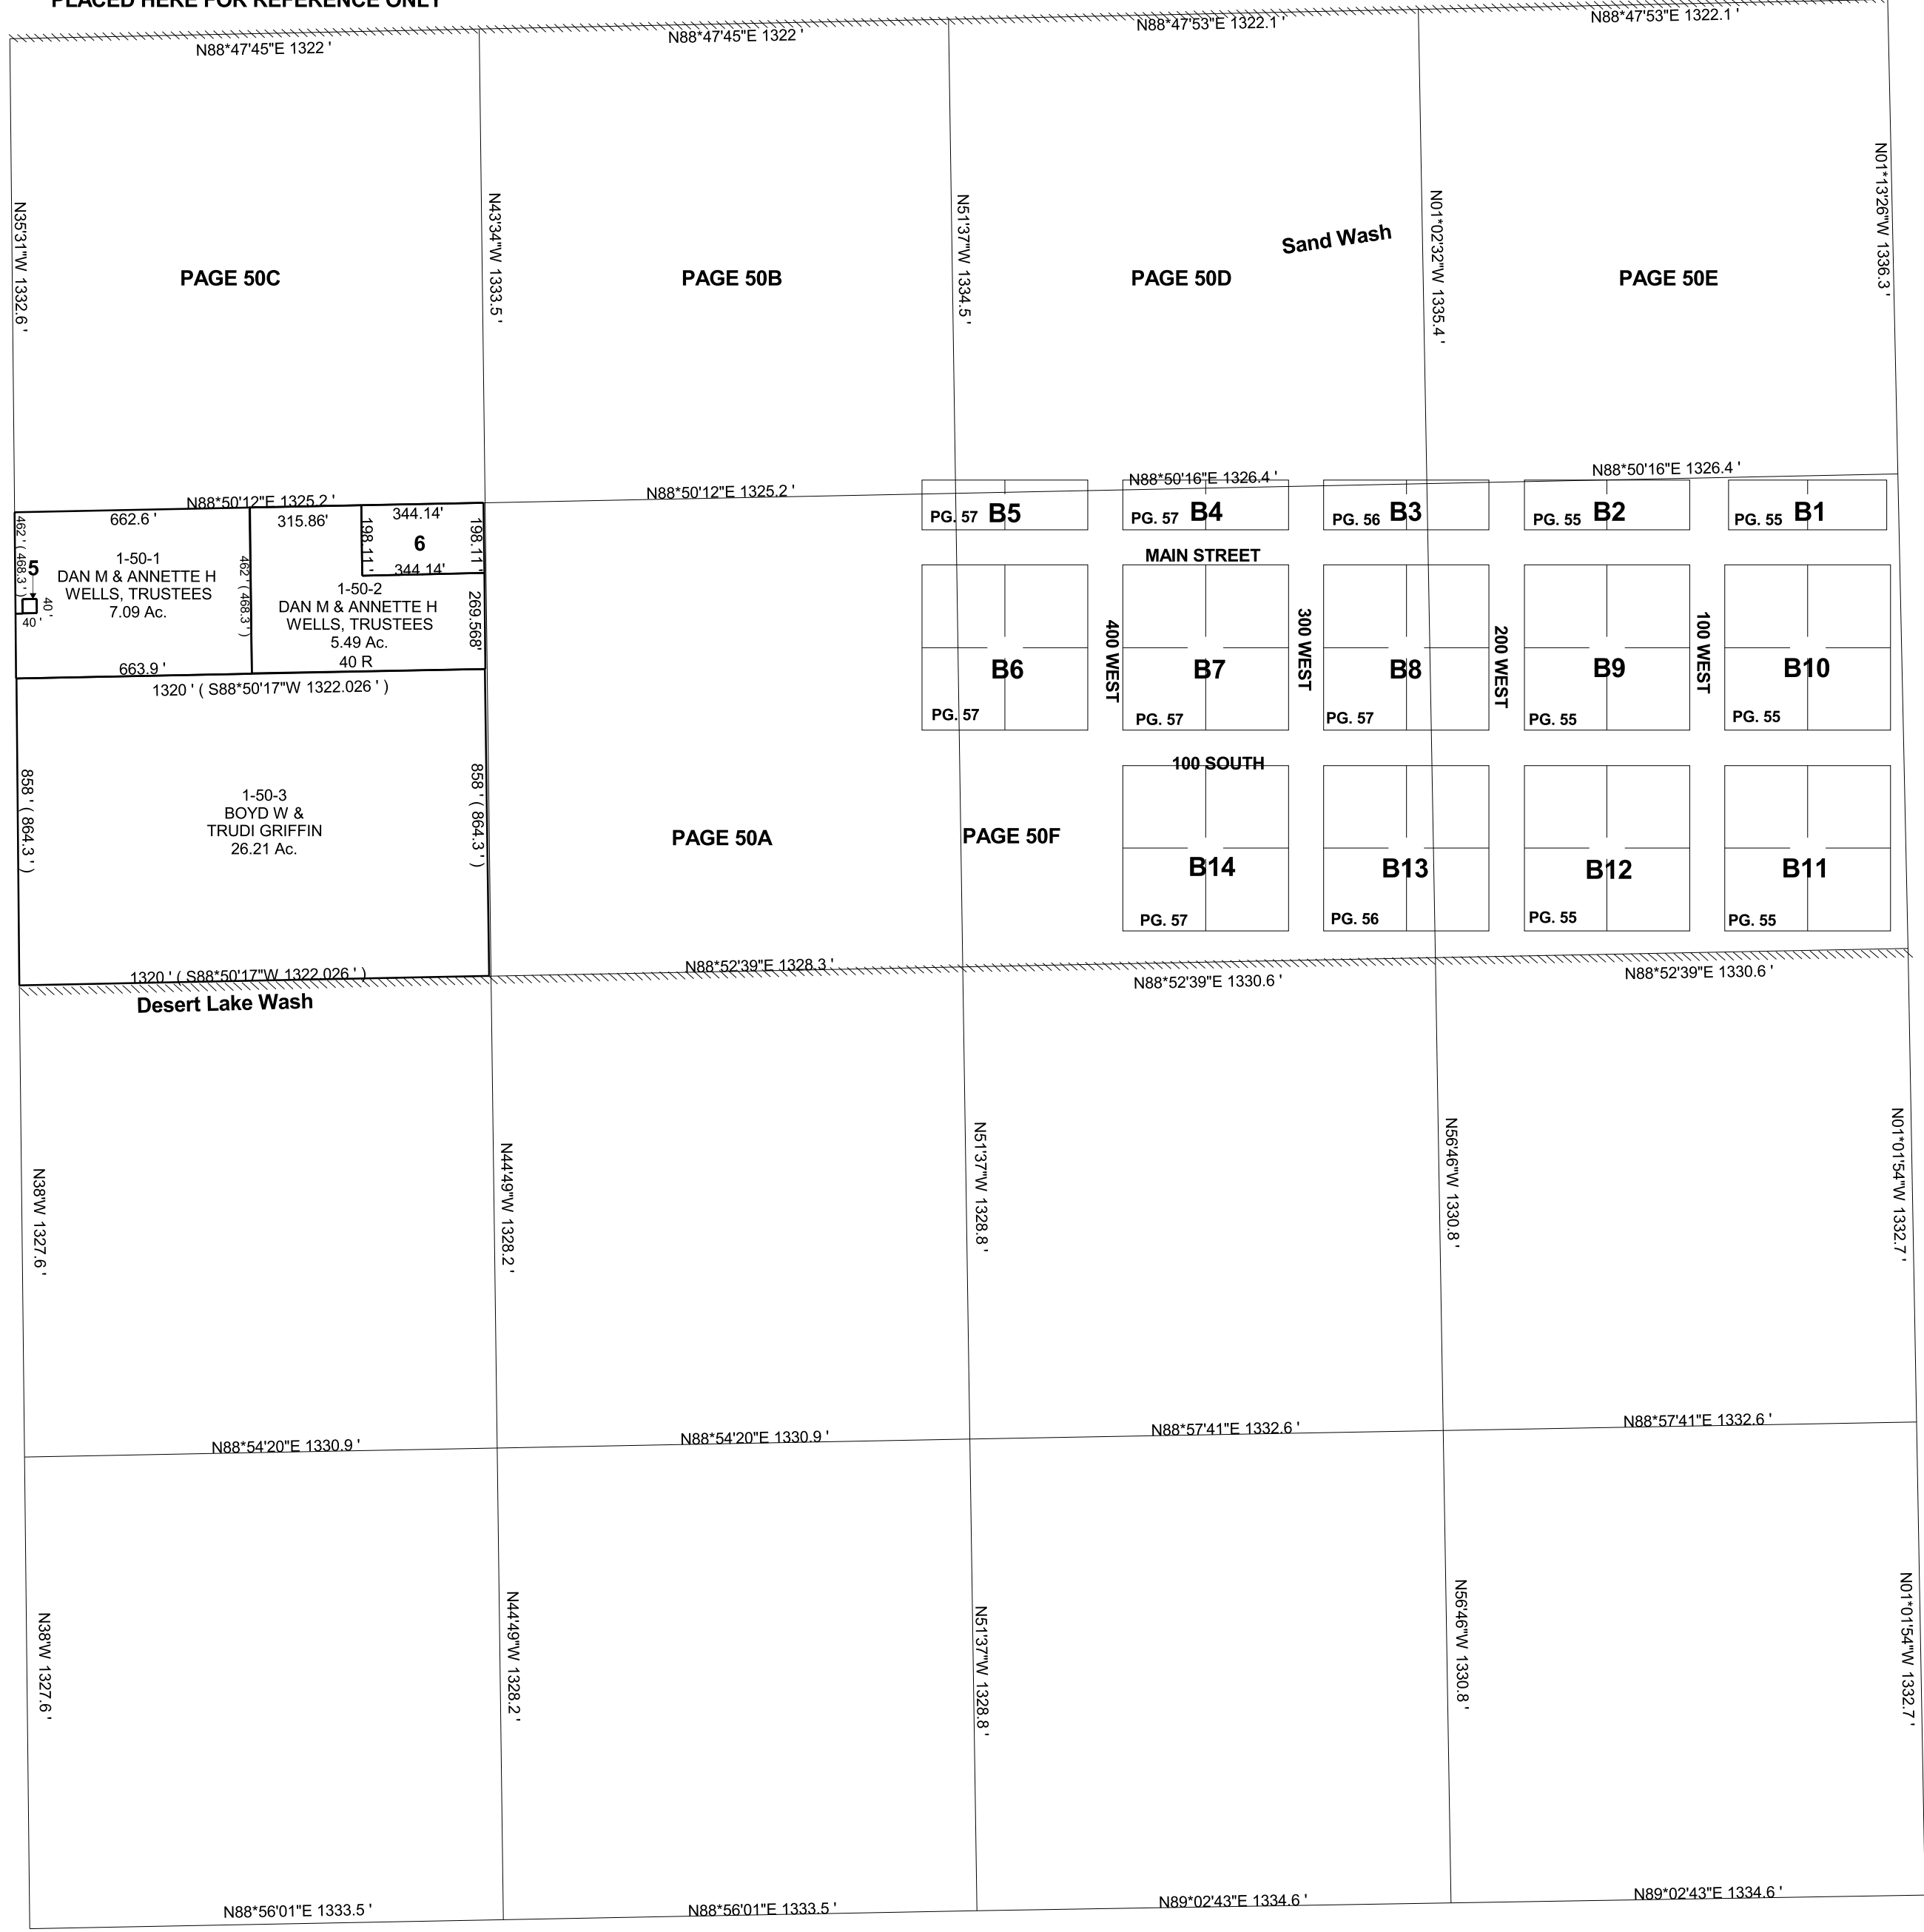 PLACED HERE FOR REFERENCE ONLY
N88*47'45"E 1322 '
N88*47'45"E 1322 '
N88*47'53"E 1322.1'
N88*47'53"E 1322.1 '
N35'31"W 1332.6 '
N43'34"W 1333.5 '
N51'37"W 1334.5 '
N01*02'32"W 1335.4 '
N01*13'26"W 1336.3 '
Sand Wash
PAGE 50C
PAGE 50B
PAGE 50D
PAGE 50E
N88*50'12"E 1325.2 '
N88*50'12"E 1325.2 '
N88*50'16"E 1326.4 '
N88*50'16"E 1326.4 '
PG. 57 B5
PG. 57 B4
PG. 56 B3
PG. 55 B2
PG. 55 B1
662.6 '
315.86'
344.14'
198.11 '
198.11 '
6
344.14'
462 ' ( 468.3 ' )
5
40 '
40 '
1-50-1
DAN M & ANNETTE H
WELLS, TRUSTEES
7.09 Ac.
462 ' ( 468.3 ' )
1-50-2
DAN M & ANNETTE H
WELLS, TRUSTEES
5.49 Ac.
40 R
269.568'
663.9 '
1320 ' ( S88*50'17"W 1322.026 ' )
MAIN STREET
400 WEST
300 WEST
200 WEST
100 WEST
B6
B7
B8
B9
B10
PG. 57
PG. 57
PG. 57
PG. 55
PG. 55
100 SOUTH
858 ' ( 864.3 ' )
1-50-3
BOYD W &
TRUDI GRIFFIN
26.21 Ac.
858 ' ( 864.3 ' )
PAGE 50A
PAGE 50F
B14
B13
B12
B11
PG. 57
PG. 56
PG. 55
PG. 55
1320 ' ( S88*50'17"W 1322.026 ' )
N88*52'39"E 1328.3 '
N88*52'39"E 1330.6 '
N88*52'39"E 1330.6 '
Desert Lake Wash
N38'W 1327.6 '
N44'49"W 1328.2 '
N51'37"W 1328.8 '
N56'46"W 1330.8 '
N01*01'54"W 1332.7 '
N88*54'20"E 1330.9 '
N88*54'20"E 1330.9 '
N88*57'41"E 1332.6 '
N88*57'41"E 1332.6 '
N38'W 1327.6 '
N44'49"W 1328.2 '
N51'37"W 1328.8 '
N56'46"W 1330.8 '
N01*01'54"W 1332.7 '
N88*56'01"E 1333.5 '
N88*56'01"E 1333.5 '
N89*02'43"E 1334.6 '
N89*02'43"E 1334.6 '